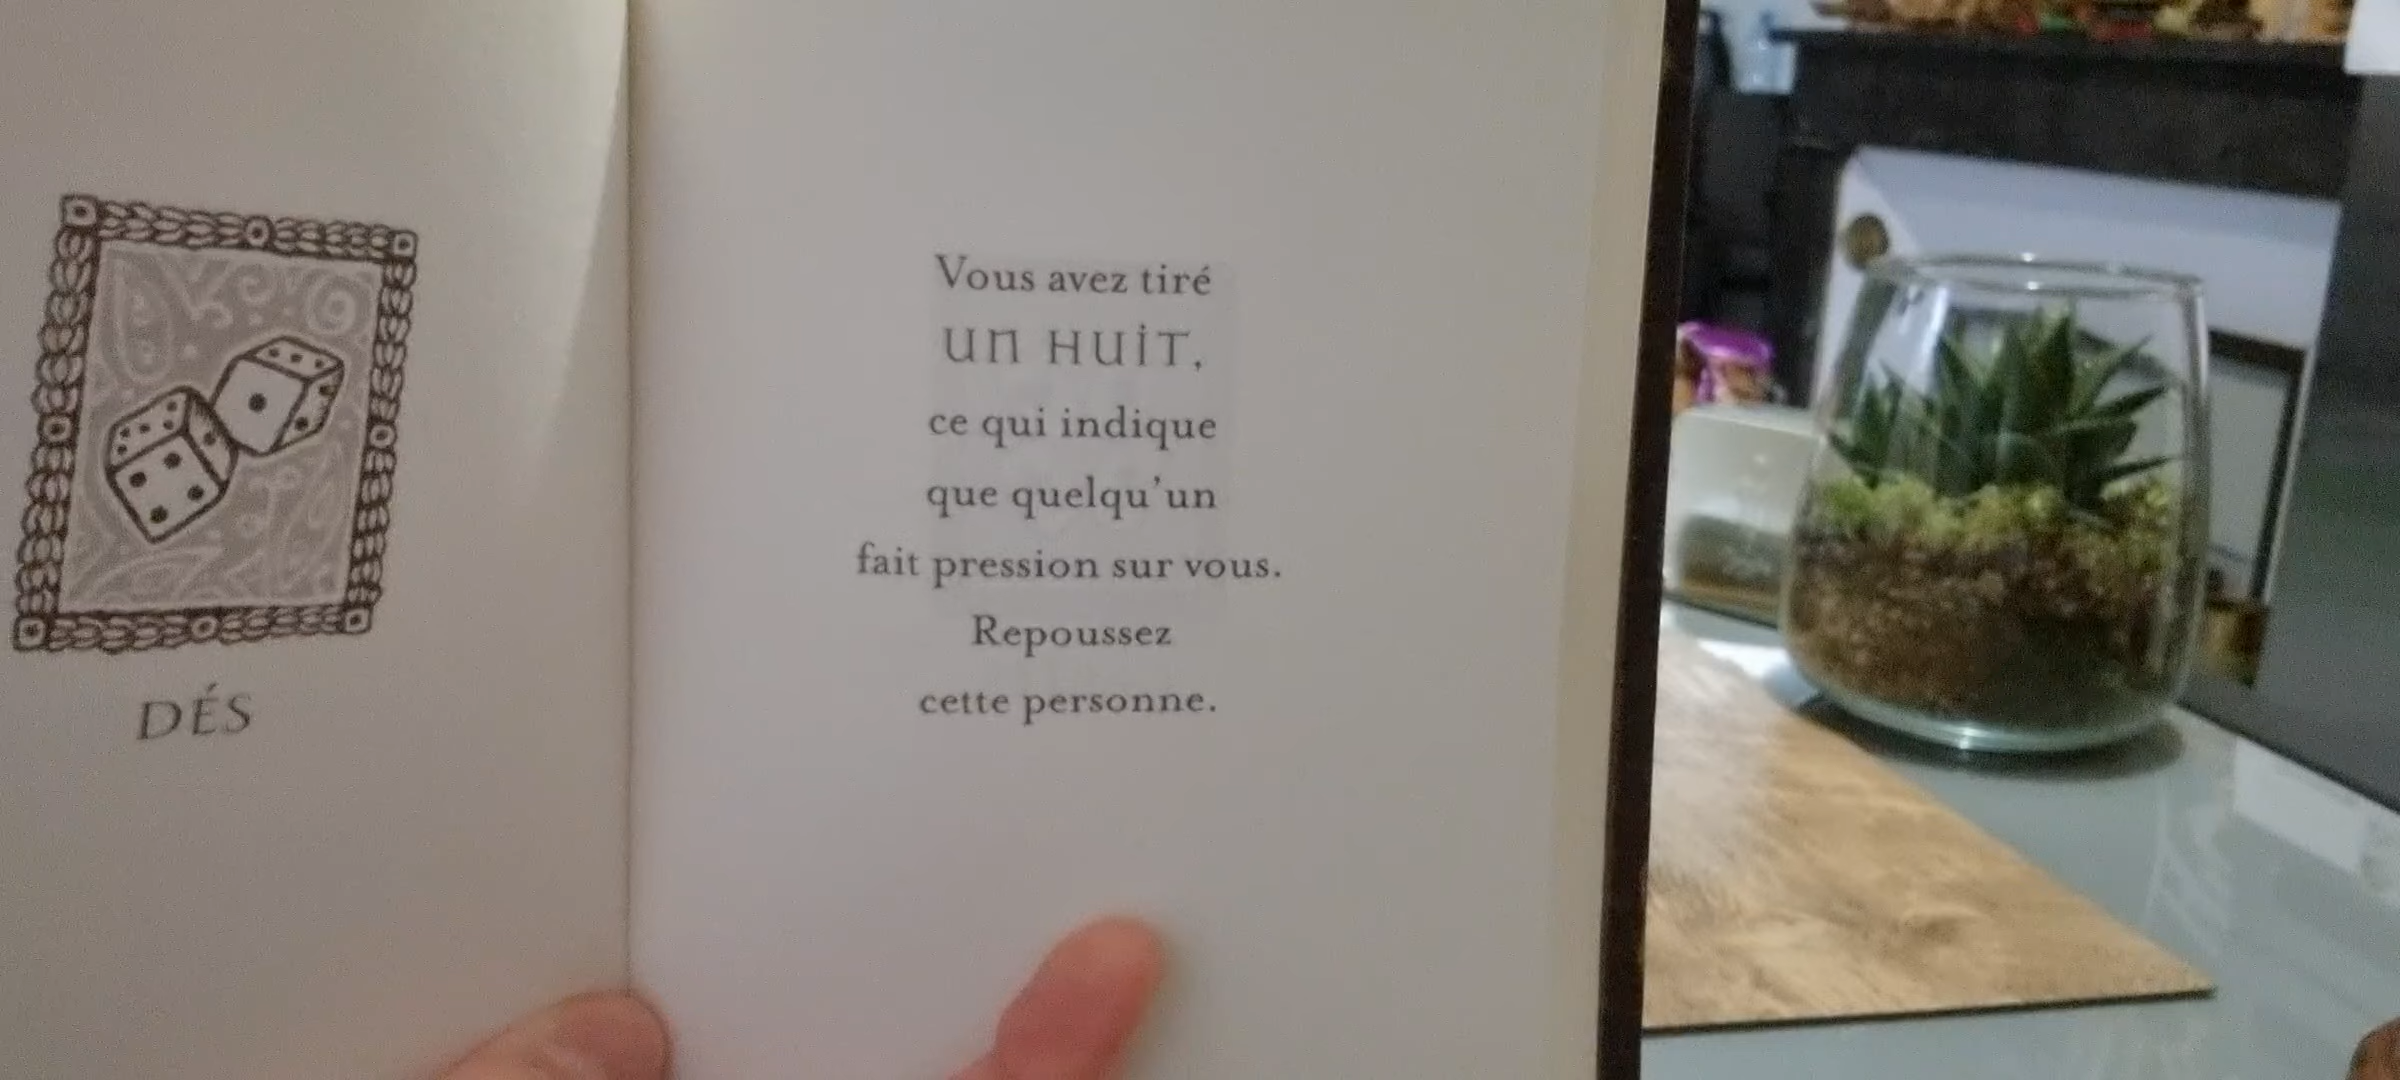 DÉS
Vous avez tiré
un HUIT,
ce qui indique
que quelqu'un
fait pression sur vous.
Repoussez
cette personne.